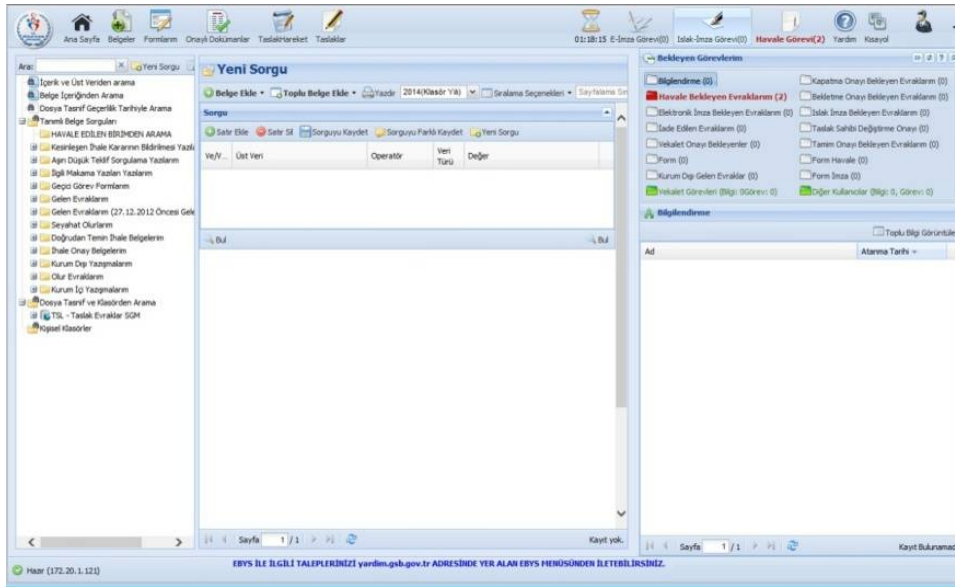 Ana Sayfa Belgeler Formlarım Onaylı Dokümanlar TaslakHareket Taslaklar
01:18:15 E-İmza Görevi(0) Islak-İmza Görevi(0) Havale Görevi(2) Yardım Kısayol
Ara: Yeni Sorgu
İçerik ve Üst Veriden arama
Belge İçeriğinden Arama
Dosya Tasnif Geçerlilik Tarihiyle Arama
Tanımlı Belge Sorguları
HAVALE EDİLEN BİRİMDEN ARAMA
Kesinleşen İhale Kararının Bildirilmesi Yazıla
Aşırı Düşük Teklif Sorgulama Yazılarım
İlgili Makama Yazılan Yazılarım
Geçici Görev Formlarım
Gelen Evraklarım
Gelen Evraklarım (27.12.2012 Öncesi Gele
Seyahat Olurlarım
Doğrudan Temin İhale Belgelerim
İhale Onay Belgelerim
Kurum Dışı Yazışmalarım
Olur Evraklarım
Kurum İçi Yazışmalarım
Dosya Tasnif ve Klasörden Arama
TSL - Taslak Evraklar SGM
Kişisel Klasörler
Yeni Sorgu
Belge Ekle Toplu Belge Ekle Yazdır 2014(Klasör Yılı) Sıralama Seçenekleri Sayfalama Sın
Sorgu
Satır Ekle Satır Sil Sorguyu Kaydet Sorguyu Farklı Kaydet Yeni Sorgu
Ve/V... Üst Veri Operatör Veri Türü Değer
Bul Bul
Sayfa 1 / 1 Kayıt yok.
Bekleyen Görevlerim
Bilgilendirme (0) Kapatma Onayı Bekleyen Evraklarım (0)
Havale Bekleyen Evraklarım (2) Bekletme Onayı Bekleyen Evraklarım (0)
Elektronik İmza Bekleyen Evraklarım (0) Islak İmza Bekleyen Evraklarım (0)
İade Edilen Evraklarım (0) Taslak Sahibi Değiştirme Onayı (0)
Vekalet Onayı Bekleyenler (0) Tamim Onayı Bekleyen Evraklarım (0)
Form (0) Form Havale (0)
Kurum Dışı Gelen Evraklar (0) Form İmza (0)
Vekalet Görevleri (Bilgi: 0Görev: 0) Diğer Kullanıcılar (Bilgi: 0, Görev: 0)
Bilgilendirme
Toplu Bilgi Görüntüle
Ad Atanma Tarihi
Sayfa 1 / 1 Kayıt Bulunamad
Hazır (172.20.1.121)
EBYS İLE İLGİLİ TALEPLERİNİZİ yardim.gsb.gov.tr ADRESİNDE YER ALAN EBYS MENÜSÜNDEN İLETEBİLİRSİNİZ.